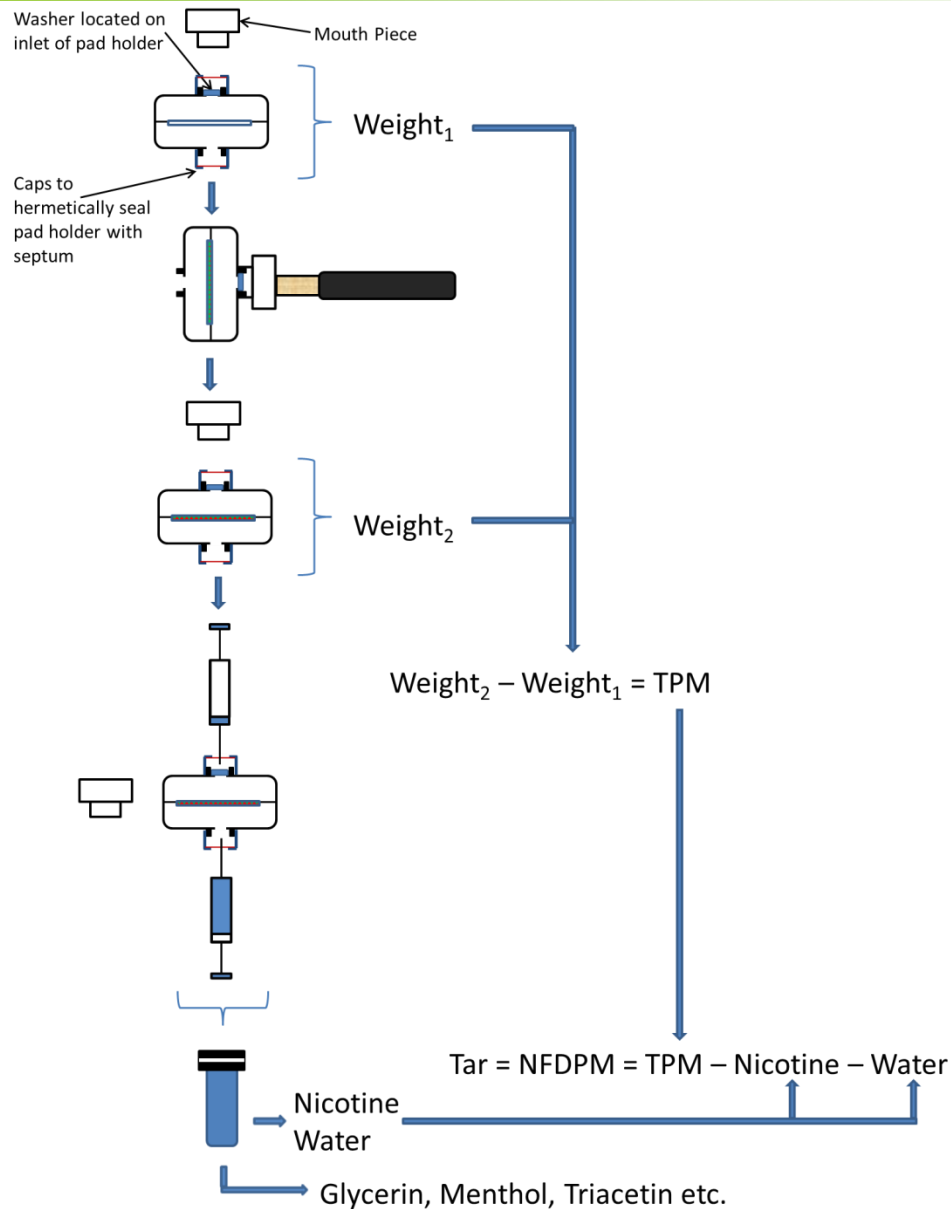 Washer located on
inlet of pad holder
Mouth Piece
Weight₁
Caps to
hermetically seal
pad holder with
septum
Weight₂
Weight₂ – Weight₁ = TPM
Tar = NFDPM = TPM – Nicotine – Water
Nicotine
Water
Glycerin, Menthol, Triacetin etc.